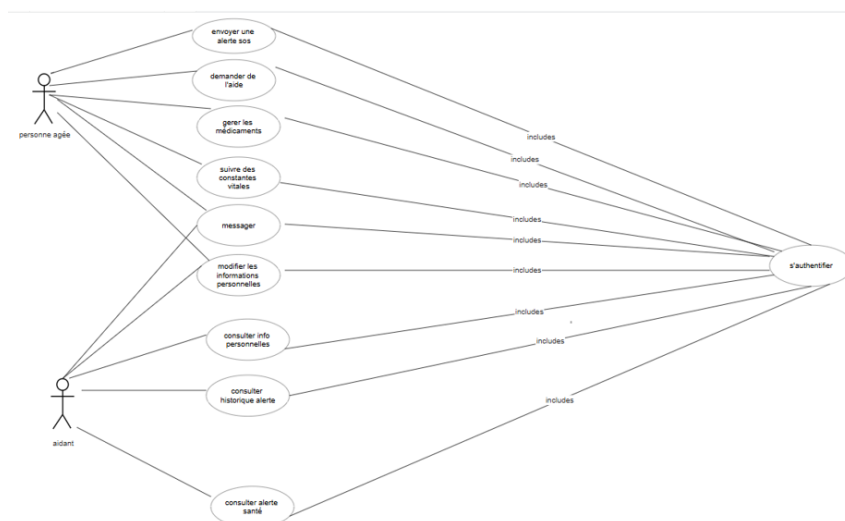 envoyer une
alerte sos
demander de
l'aide
personne agée
gerer les
médicaments
includes
includes
suivre des
constantes
vitales
includes
messager
includes
includes
s'authentifier
modifier les
informations
personnelles
includes
consulter info
personnelles
includes
includes
consulter
historique alerte
includes
aidant
consulter alerte
santé